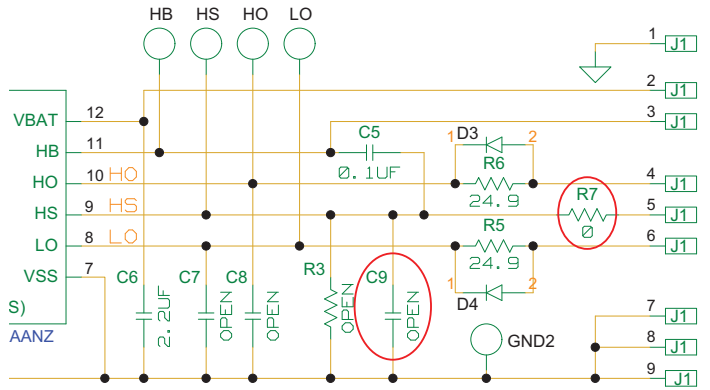 HB HS HO LO
1 J1
2 J1
VBAT 12
3 J1
HB 11
C5
0.1UF
D3
1 2
HO 10 HO
R6
24.9
4 J1
HS 9 HS
R7
0
5 J1
LO 8 LO
R5
24.9
6 J1
VSS 7
C6
2.2UF
C7
OPEN
C8
OPEN
R3
OPEN
C9
OPEN
1 2
D4
S)
AANZ
GND2
7 J1
8 J1
9 J1